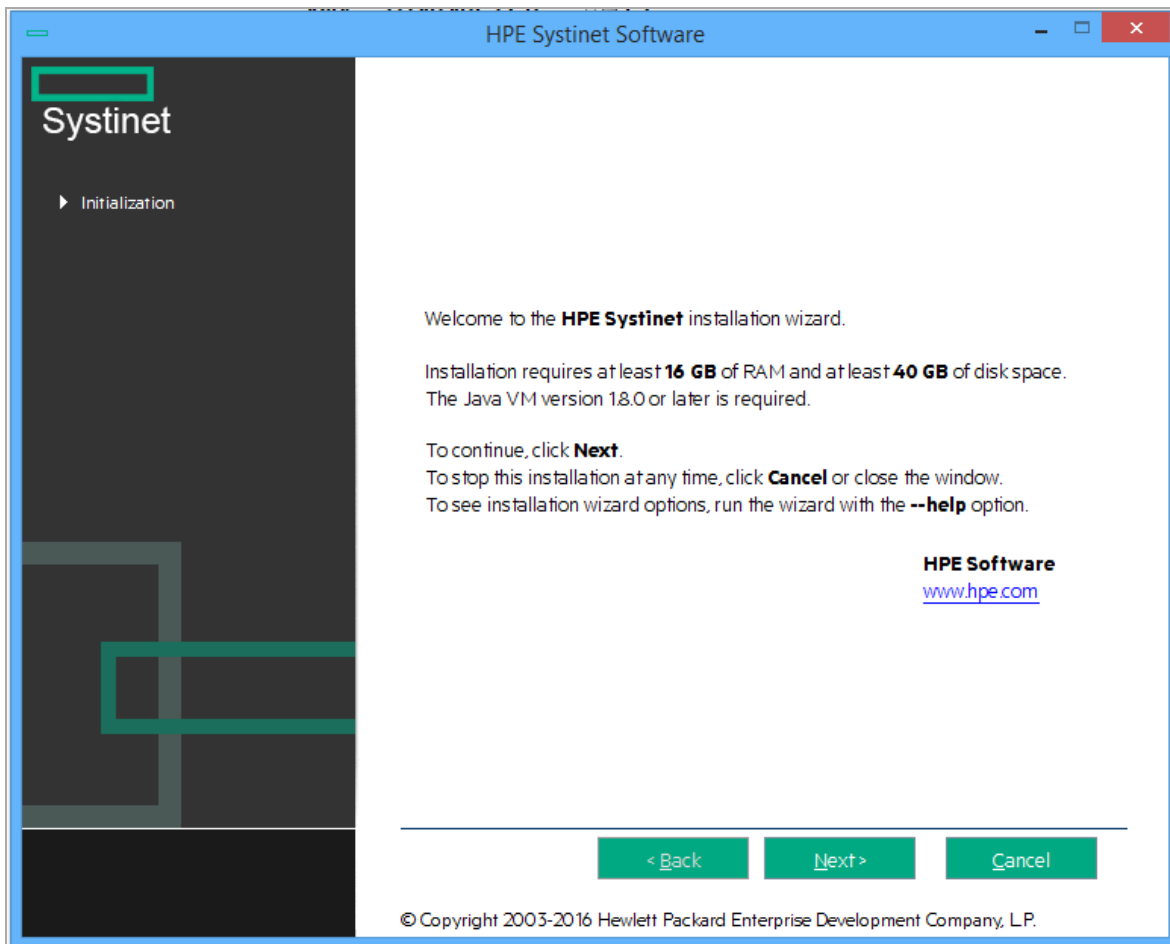 HPE Systinet Software
Systinet
Initialization
Welcome to the HPE Systinet installation wizard.
Installation requires at least 16 GB of RAM and at least 40 GB of disk space.
The Java VM version 1.8.0 or later is required.
To continue, click Next.
To stop this installation at any time, click Cancel or close the window.
To see installation wizard options, run the wizard with the --help option.
HPE Software
www.hpe.com
< Back
Next >
Cancel
© Copyright 2003-2016 Hewlett Packard Enterprise Development Company, L.P.